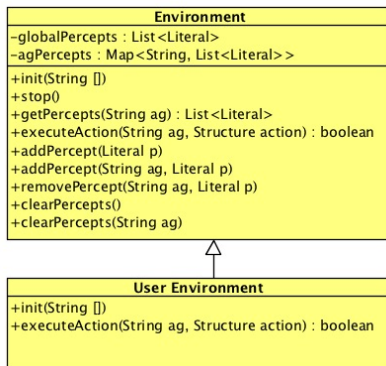 Environment
-globalPercepts : List<Literal>
-agPercepts : Map<String, List<Literal>>
+init(String [])
+stop()
+getPercepts(String ag) : List<Literal>
+executeAction(String ag, Structure action) : boolean
+addPercept(Literal p)
+addPercept(String ag, Literal p)
+removePercept(String ag, Literal p)
+clearPercepts()
+clearPercepts(String ag)
User Environment
+init(String [])
+executeAction(String ag, Structure action) : boolean